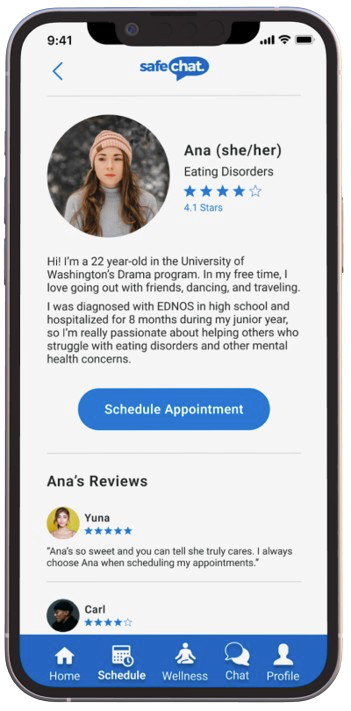 9:41
safe chat.
Ana (she/her)
Eating Disorders
4.1 Stars
Hi! I'm a 22 year-old in the University of
Washington's Drama program. In my free time, I
love going out with friends, dancing, and traveling.
I was diagnosed with EDNOS in high school and
hospitalized for 8 months during my junior year,
so I'm really passionate about helping others who
struggle with eating disorders and other mental
health concerns.
Schedule Appointment
Ana's Reviews
Yuna
“Ana's so sweet and you can tell she truly cares. I always
choose Ana when scheduling my appointments.”
Carl
Home Schedule Wellness Chat Profile